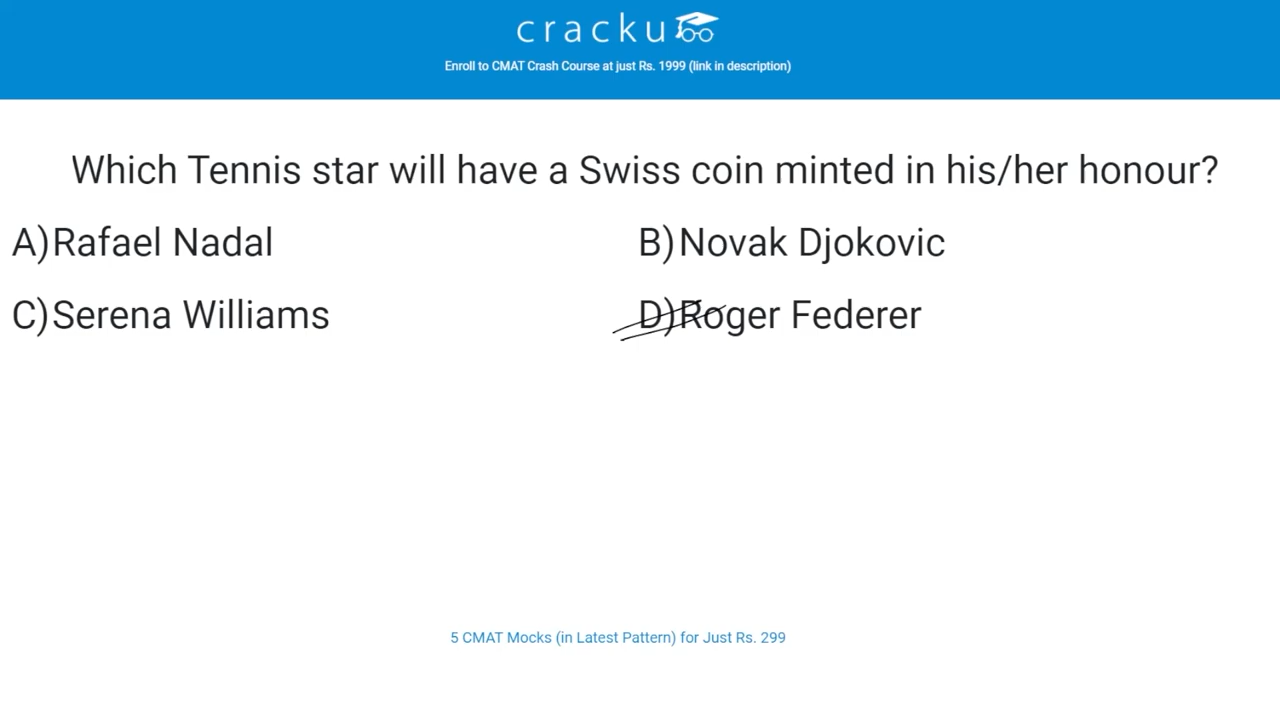 cracku
Enroll to CMAT Crash Course at just Rs. 1999 (link in description)
Which Tennis star will have a Swiss coin minted in his/her honour?
A)Rafael Nadal
B)Novak Djokovic
C)Serena Williams
D)Roger Federer
5 CMAT Mocks (in Latest Pattern) for Just Rs. 299